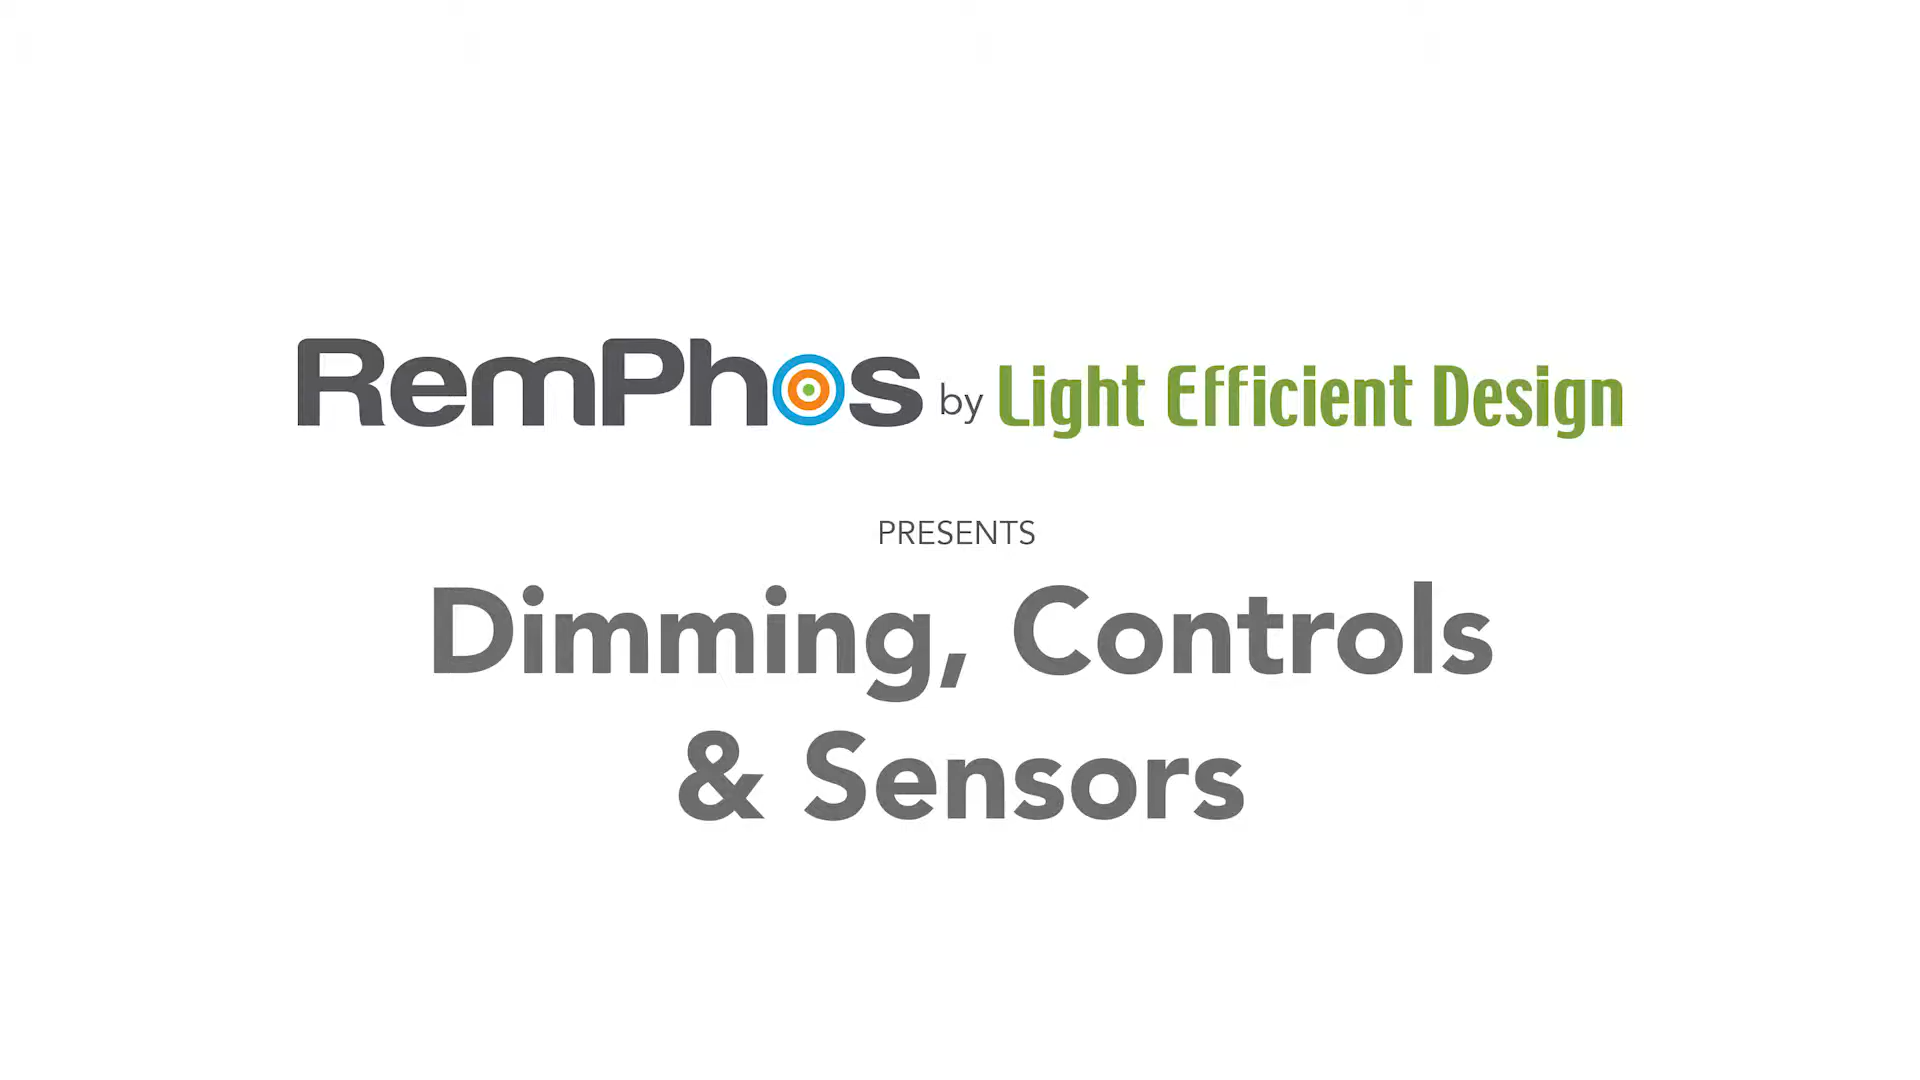 RemPhos by Light Efficient Design
PRESENTS
Dimming, Controls
& Sensors